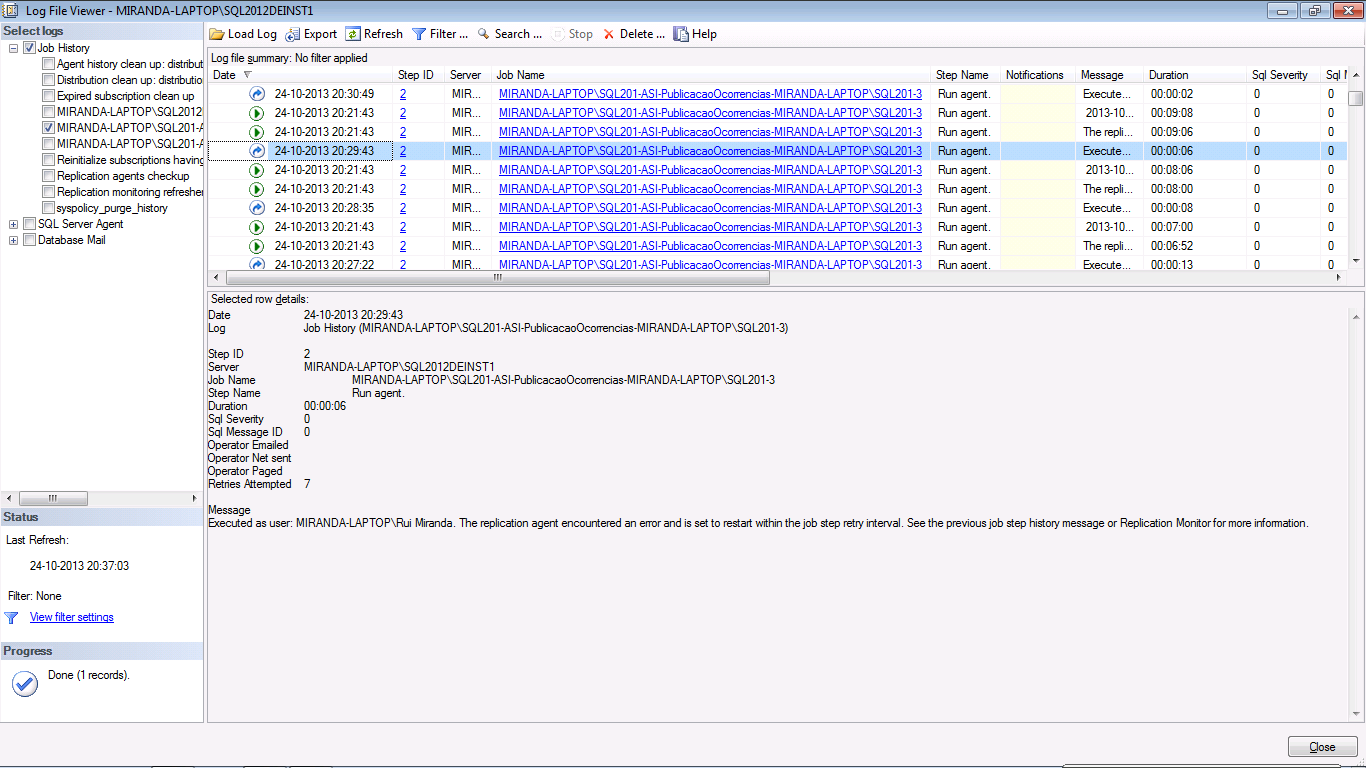 Log File Viewer - MIRANDA-LAPTOP\SQL2012DEINST1
Select logs
Job History
Agent history clean up: distribut
Distribution clean up: distributio
Expired subscription clean up
MIRANDA-LAPTOP\SQL2012
MIRANDA-LAPTOP\SQL201-A
MIRANDA-LAPTOP\SQL201-A
Reinitialize subscriptions having
Replication agents checkup
Replication monitoring refresher
syspolicy_purge_history
SQL Server Agent
Database Mail
Status
Last Refresh:
24-10-2013 20:37:03
Filter: None
View filter settings
Progress
Done (1 records).
Load Log Export Refresh Filter ... Search ... Stop Delete ... Help
Log file summary: No filter applied
Date Step ID Server Job Name Step Name Notifications Message Duration Sql Severity Sql M
24-10-2013 20:30:49 2 MIR... MIRANDA-LAPTOP\SQL201-ASI-PublicacaoOcorrencias-MIRANDA-LAPTOP\SQL201-3 Run agent. Execute... 00:00:02 0 0
24-10-2013 20:21:43 2 MIR... MIRANDA-LAPTOP\SQL201-ASI-PublicacaoOcorrencias-MIRANDA-LAPTOP\SQL201-3 Run agent. 2013-10... 00:09:08 0 0
24-10-2013 20:21:43 2 MIR... MIRANDA-LAPTOP\SQL201-ASI-PublicacaoOcorrencias-MIRANDA-LAPTOP\SQL201-3 Run agent. The repli... 00:09:06 0 0
24-10-2013 20:29:43 2 MIR... MIRANDA-LAPTOP\SQL201-ASI-PublicacaoOcorrencias-MIRANDA-LAPTOP\SQL201-3 Run agent. Execute... 00:00:06 0 0
24-10-2013 20:21:43 2 MIR... MIRANDA-LAPTOP\SQL201-ASI-PublicacaoOcorrencias-MIRANDA-LAPTOP\SQL201-3 Run agent. 2013-10... 00:08:06 0 0
24-10-2013 20:21:43 2 MIR... MIRANDA-LAPTOP\SQL201-ASI-PublicacaoOcorrencias-MIRANDA-LAPTOP\SQL201-3 Run agent. The repli... 00:08:00 0 0
24-10-2013 20:28:35 2 MIR... MIRANDA-LAPTOP\SQL201-ASI-PublicacaoOcorrencias-MIRANDA-LAPTOP\SQL201-3 Run agent. Execute... 00:00:08 0 0
24-10-2013 20:21:43 2 MIR... MIRANDA-LAPTOP\SQL201-ASI-PublicacaoOcorrencias-MIRANDA-LAPTOP\SQL201-3 Run agent. 2013-10... 00:07:00 0 0
24-10-2013 20:21:43 2 MIR... MIRANDA-LAPTOP\SQL201-ASI-PublicacaoOcorrencias-MIRANDA-LAPTOP\SQL201-3 Run agent. The repli... 00:06:52 0 0
24-10-2013 20:27:22 2 MIR... MIRANDA-LAPTOP\SQL201-ASI-PublicacaoOcorrencias-MIRANDA-LAPTOP\SQL201-3 Run agent. Execute... 00:00:13 0 0
Selected row details:
Date 24-10-2013 20:29:43
Log Job History (MIRANDA-LAPTOP\SQL201-ASI-PublicacaoOcorrencias-MIRANDA-LAPTOP\SQL201-3)
Step ID 2
Server MIRANDA-LAPTOP\SQL2012DEINST1
Job Name MIRANDA-LAPTOP\SQL201-ASI-PublicacaoOcorrencias-MIRANDA-LAPTOP\SQL201-3
Step Name Run agent.
Duration 00:00:06
Sql Severity 0
Sql Message ID 0
Operator Emailed
Operator Net sent
Operator Paged
Retries Attempted 7
Message
Executed as user: MIRANDA-LAPTOP\Rui Miranda. The replication agent encountered an error and is set to restart within the job step retry interval. See the previous job step history message or Replication Monitor for more information.
Close